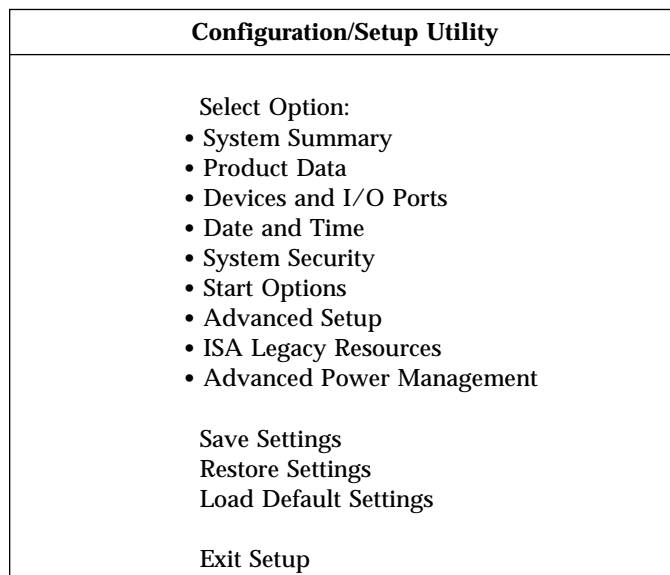 Configuration/Setup Utility
Select Option:
• System Summary
• Product Data
• Devices and I/O Ports
• Date and Time
• System Security
• Start Options
• Advanced Setup
• ISA Legacy Resources
• Advanced Power Management
Save Settings
Restore Settings
Load Default Settings
Exit Setup